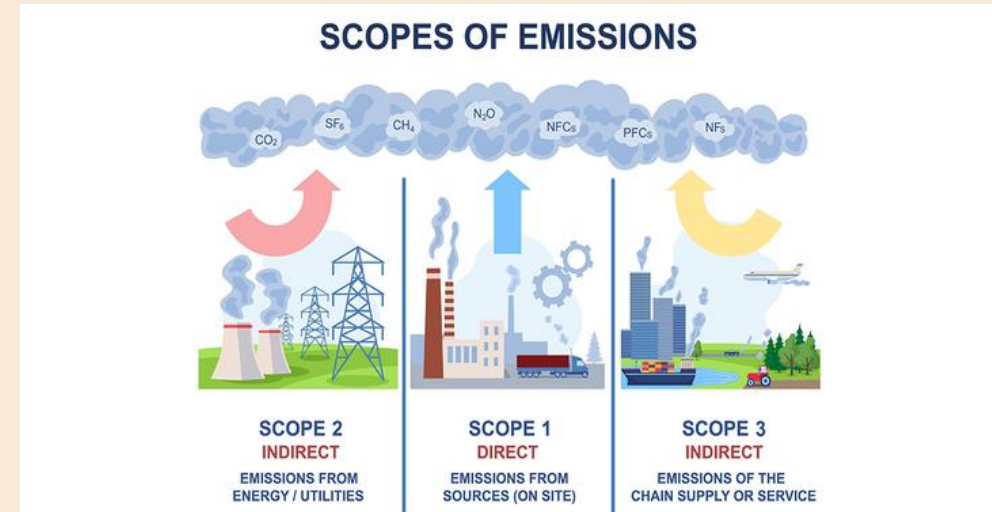 SCOPES OF EMISSIONS
CO₂
SF₆
CH₄
N₂O
NFCs
PFCs
NFs
SCOPE 2
INDIRECT
EMISSIONS FROM
ENERGY / UTILITIES
SCOPE 1
DIRECT
EMISSIONS FROM
SOURCES (ON SITE)
SCOPE 3
INDIRECT
EMISSIONS OF THE
CHAIN SUPPLY OR SERVICE